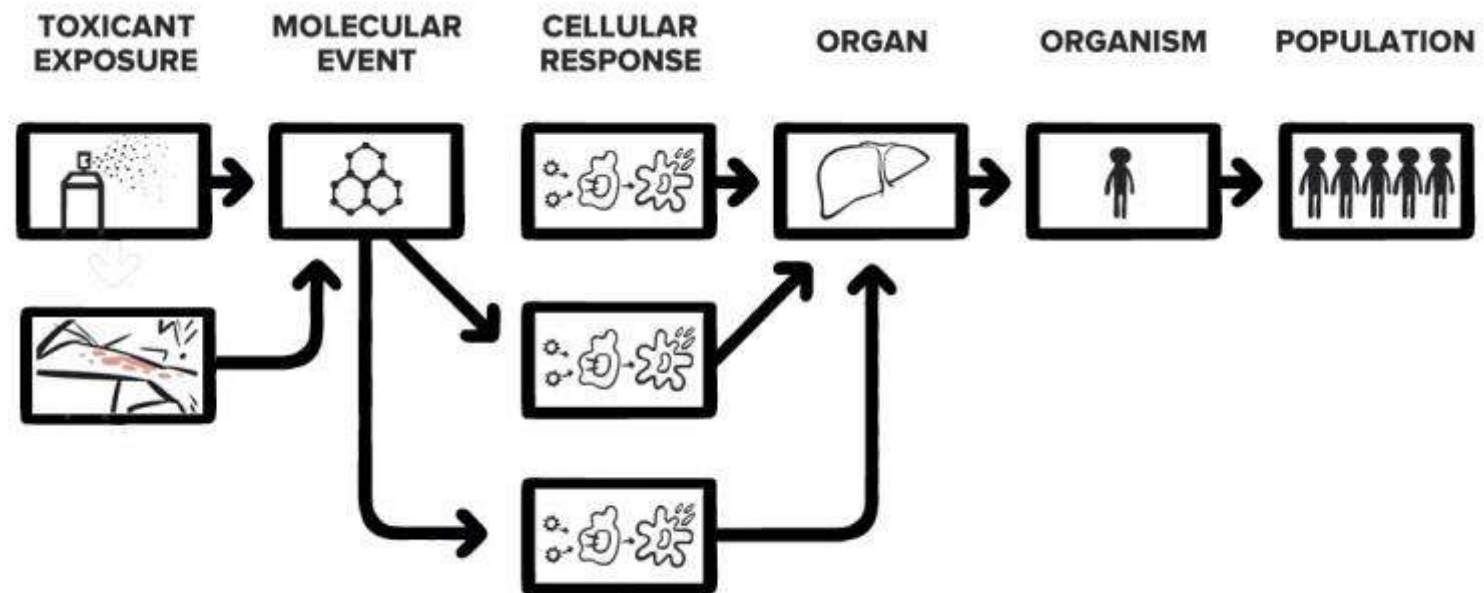 TOXICANT
EXPOSURE
MOLECULAR
EVENT
CELLULAR
RESPONSE
ORGAN
ORGANISM
POPULATION